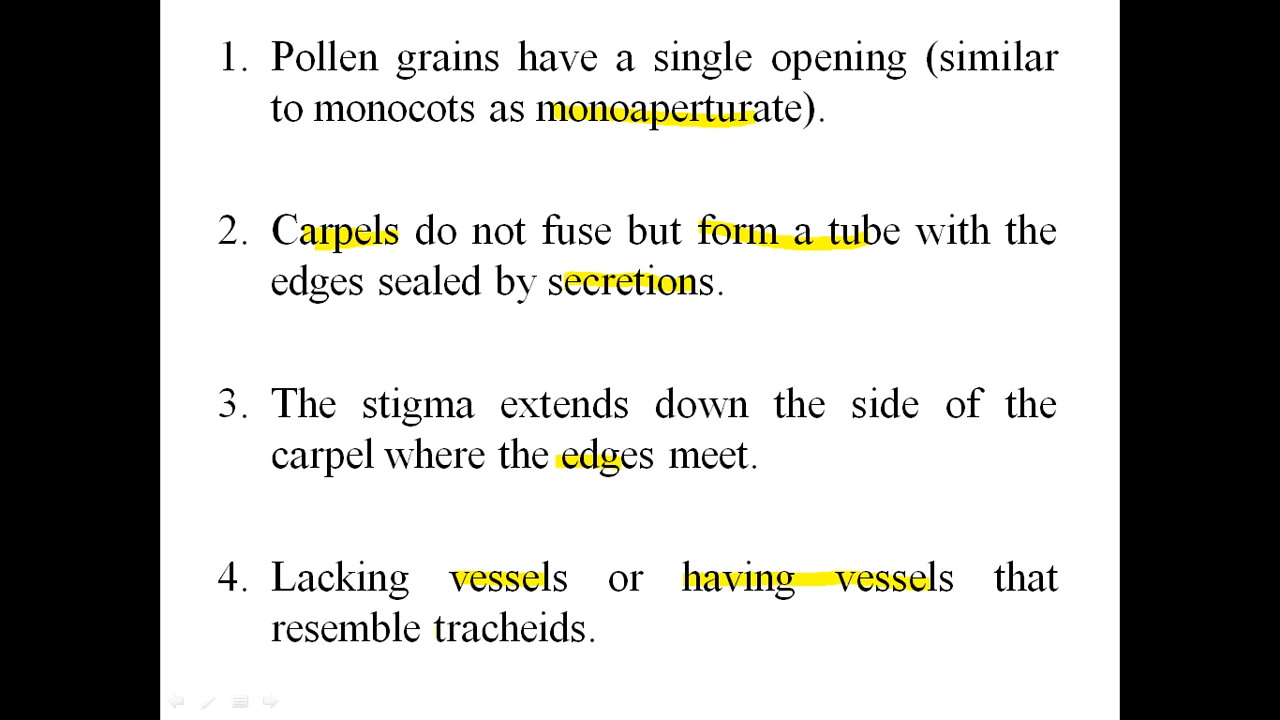 1. Pollen grains have a single opening (similar
to monocots as monoaperturate).
2. Carpels do not fuse but form a tube with the
edges sealed by secretions.
3. The stigma extends down the side of the
carpel where the edges meet.
4. Lacking vessels or having vessels that
resemble tracheids.